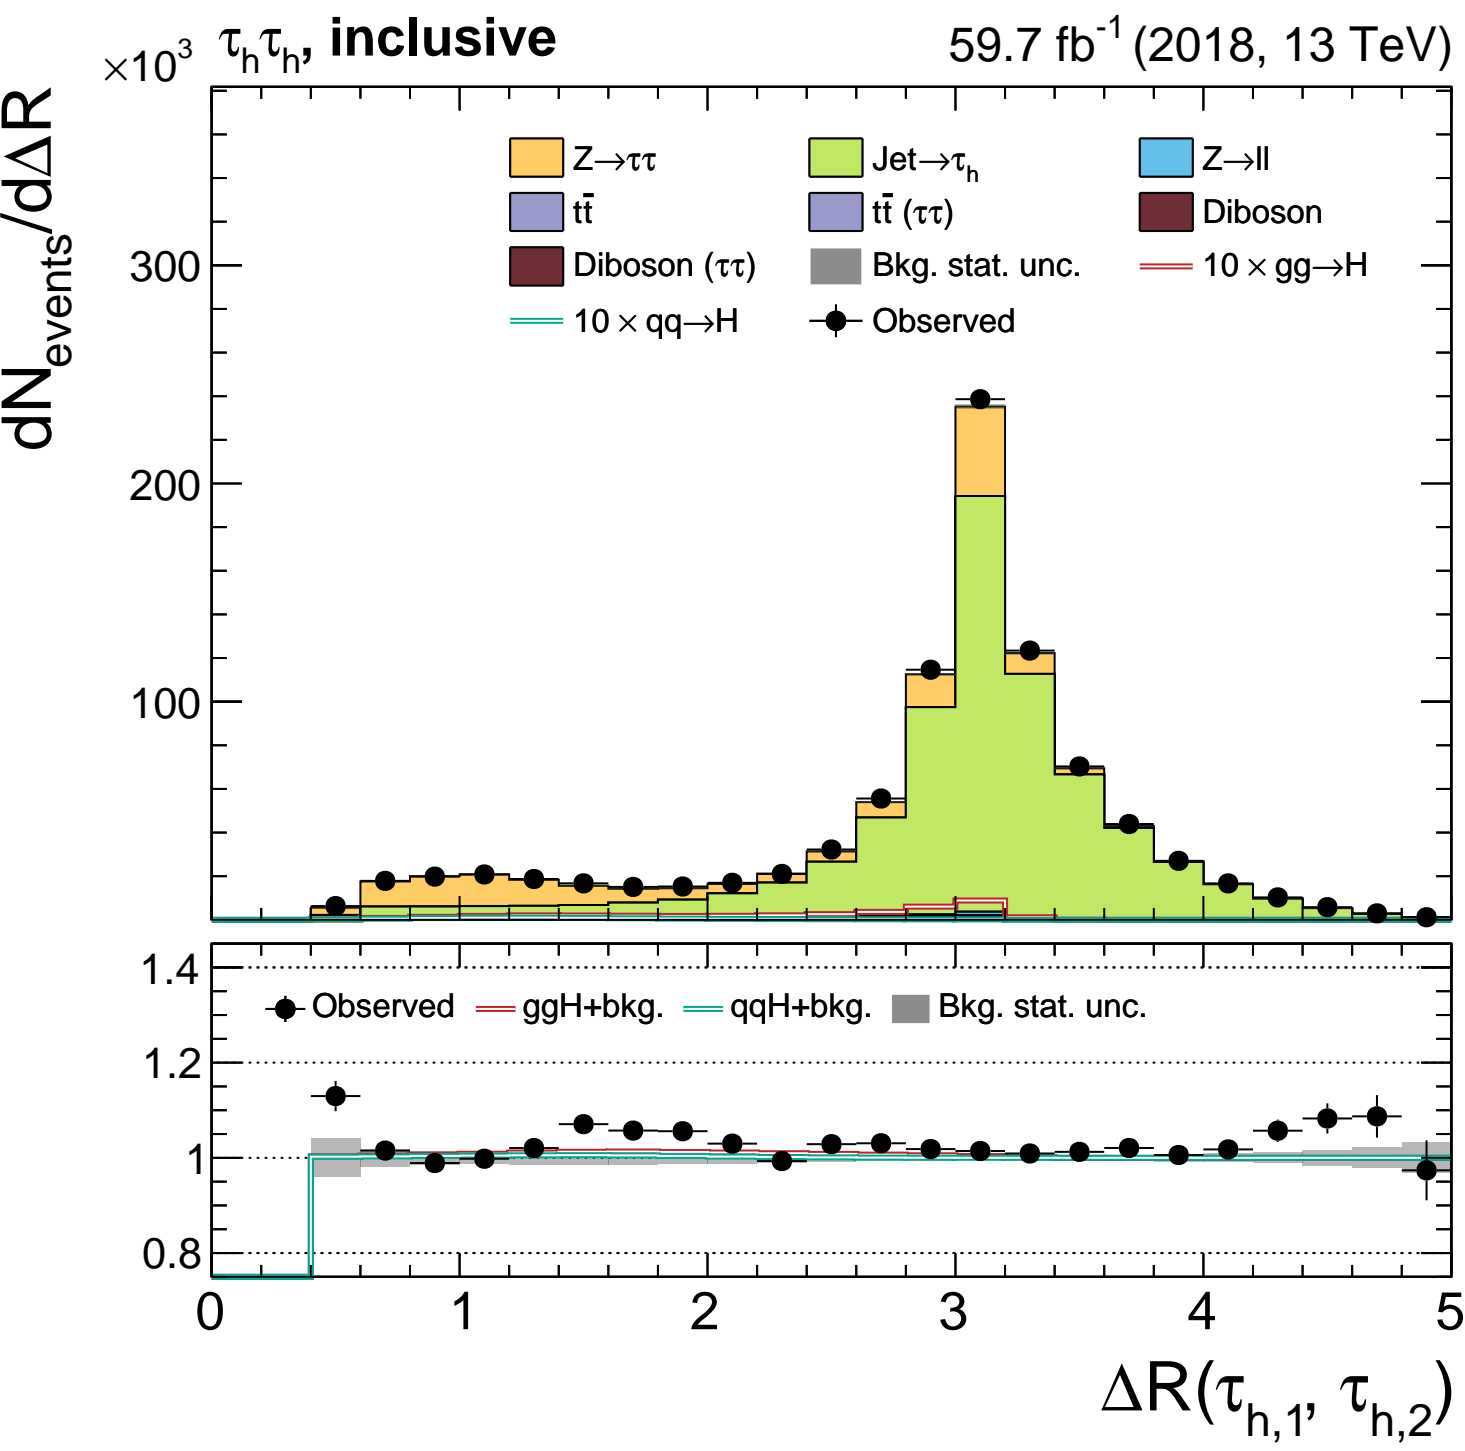 ×10³ τhτh, inclusive 59.7 fb⁻¹ (2018, 13 TeV)
dNevents/dΔR
Z→ττ Jet→τh Z→ll
tt̄ tt̄ (ττ) Diboson
Diboson (ττ) Bkg. stat. unc. 10 × gg→H
10 × qq→H Observed
300
200
100
1.4
Observed ggH+bkg. qqH+bkg. Bkg. stat. unc.
1.2
1
0.8
0 1 2 3 4 5
ΔR(τh,1, τh,2)